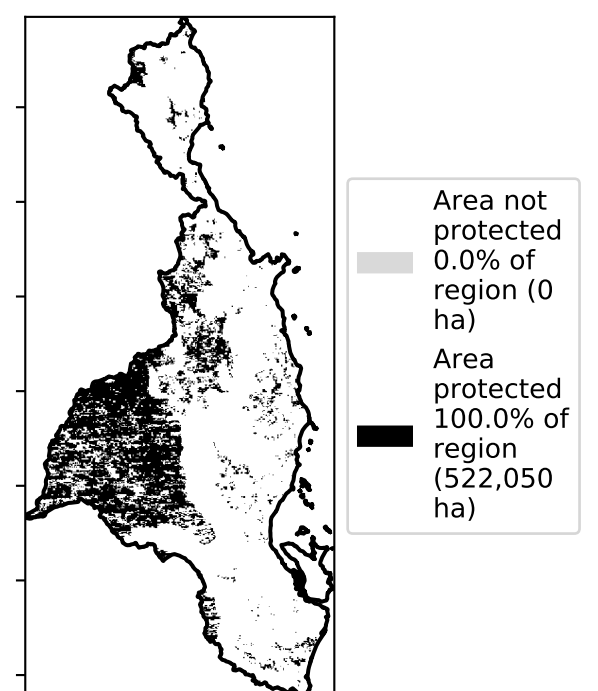 Area not
protected
0.0% of
region (0
ha)
Area
protected
100.0% of
region
(522,050
ha)